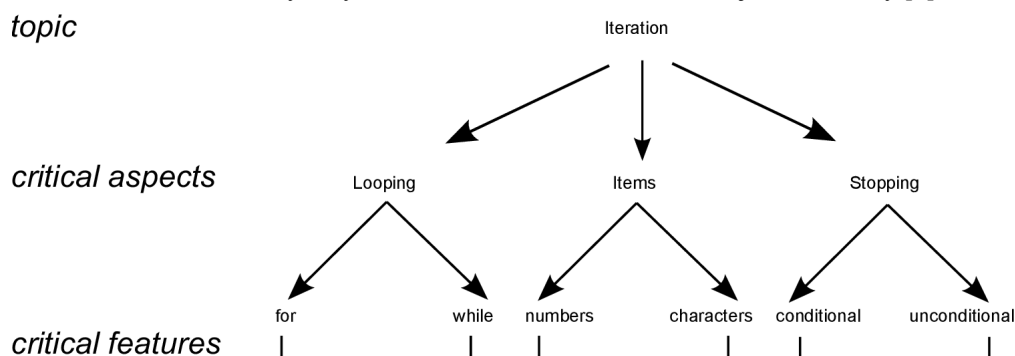 topic
Iteration
critical aspects
Looping
Items
Stopping
for
while
numbers
characters
conditional
unconditional
critical features